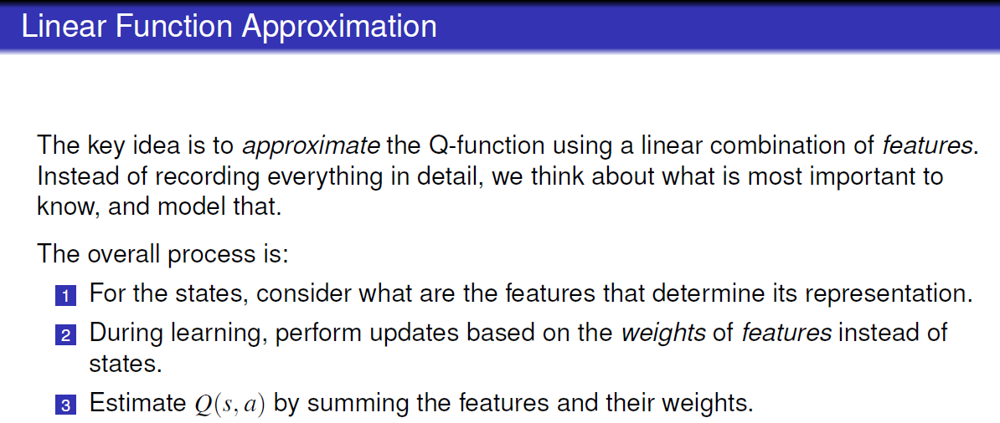 Linear Function Approximation
The key idea is to approximate the Q-function using a linear combination of features.
Instead of recording everything in detail, we think about what is most important to
know, and model that.
The overall process is:
1 For the states, consider what are the features that determine its representation.
2 During learning, perform updates based on the weights of features instead of
states.
3 Estimate Q(s, a) by summing the features and their weights.